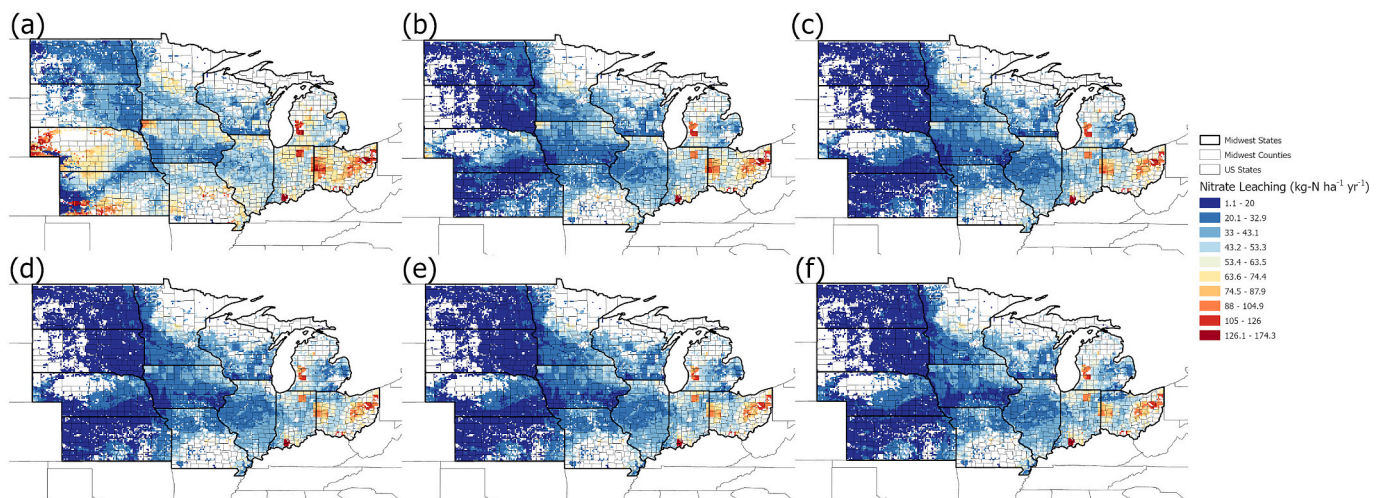 (a)
(b)
(c)
Midwest States
Midwest Counties
US States
Nitrate Leaching (kg-N ha⁻¹ yr⁻¹)
1.1 - 20
20.1 - 32.9
33 - 43.1
43.2 - 53.3
53.4 - 63.5
63.6 - 74.4
74.5 - 87.9
88 - 104.9
105 - 126
126.1 - 174.3
(d)
(e)
(f)